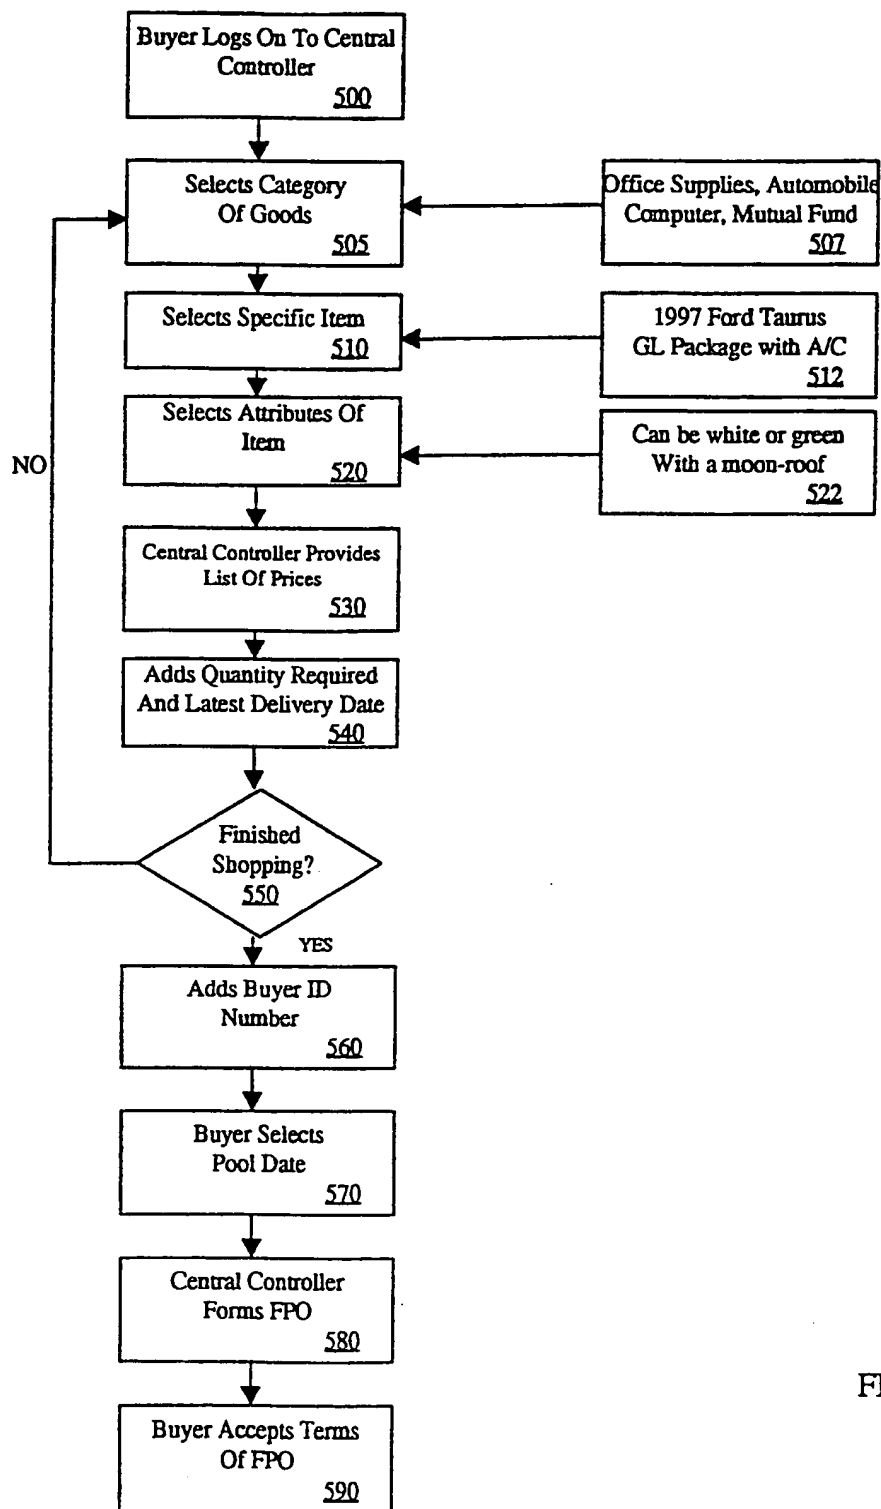 Buyer Logs On To Central
Controller
500
Selects Category
Of Goods
505
Office Supplies, Automobile
Computer, Mutual Fund
507
Selects Specific Item
510
1997 Ford Taurus
GL Package with A/C
512
Selects Attributes Of
Item
520
Can be white or green
With a moon-roof
522
NO
Central Controller Provides
List Of Prices
530
Adds Quantity Required
And Latest Delivery Date
540
Finished
Shopping?
550
YES
Adds Buyer ID
Number
560
Buyer Selects
Pool Date
570
Central Controller
Forms FPO
580
Buyer Accepts Terms
Of FPO
590